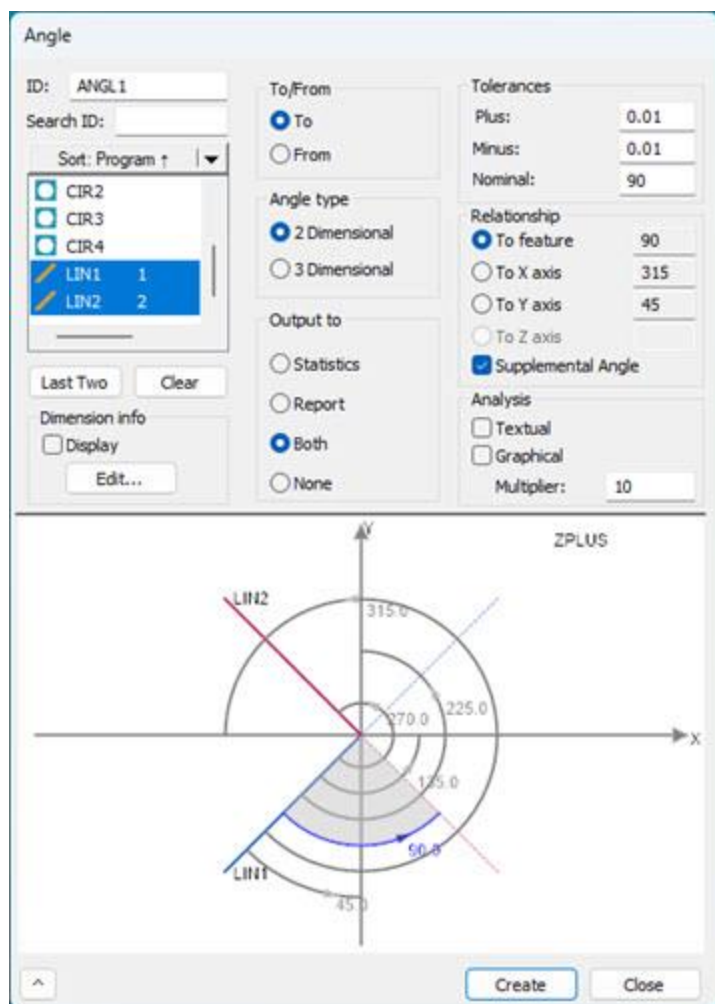 Angle
ID: ANGL1
Search ID:
Sort: Program ↑
CIR2
CIR3
CIR4
LIN1 1
LIN2 2
Last Two Clear
Dimension info
Display
Edit...
To/From
To
From
Angle type
2 Dimensional
3 Dimensional
Output to
Statistics
Report
Both
None
Tolerances
Plus: 0.01
Minus: 0.01
Nominal: 90
Relationship
To feature 90
To X axis 315
To Y axis 45
To Z axis
Supplemental Angle
Analysis
Textual
Graphical
Multiplier: 10
Y
ZPLUS
LIN2
315.0
225.0
270.0
X
135.0
90.0
LIN1
45.0
Create Close